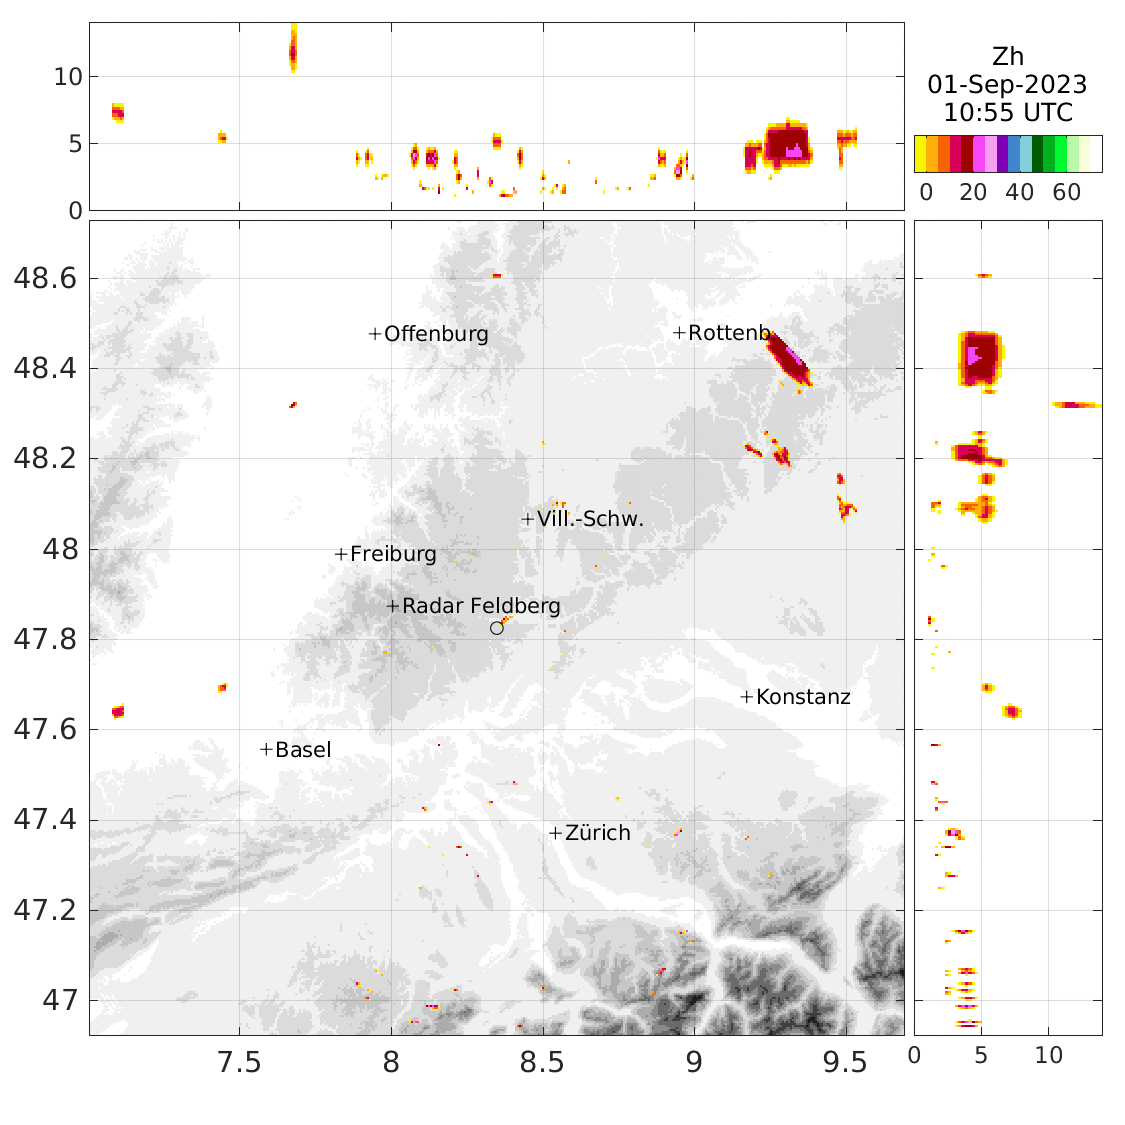 10
5
0
Zh
01-Sep-2023
10:55 UTC
0 20 40 60
48.6
48.4
48.2
48
47.8
47.6
47.4
47.2
47
Offenburg
Rottenb.
Vill.-Schw.
Freiburg
Radar Feldberg
Konstanz
Basel
Zürich
7.5 8 8.5 9 9.5
0 5 10